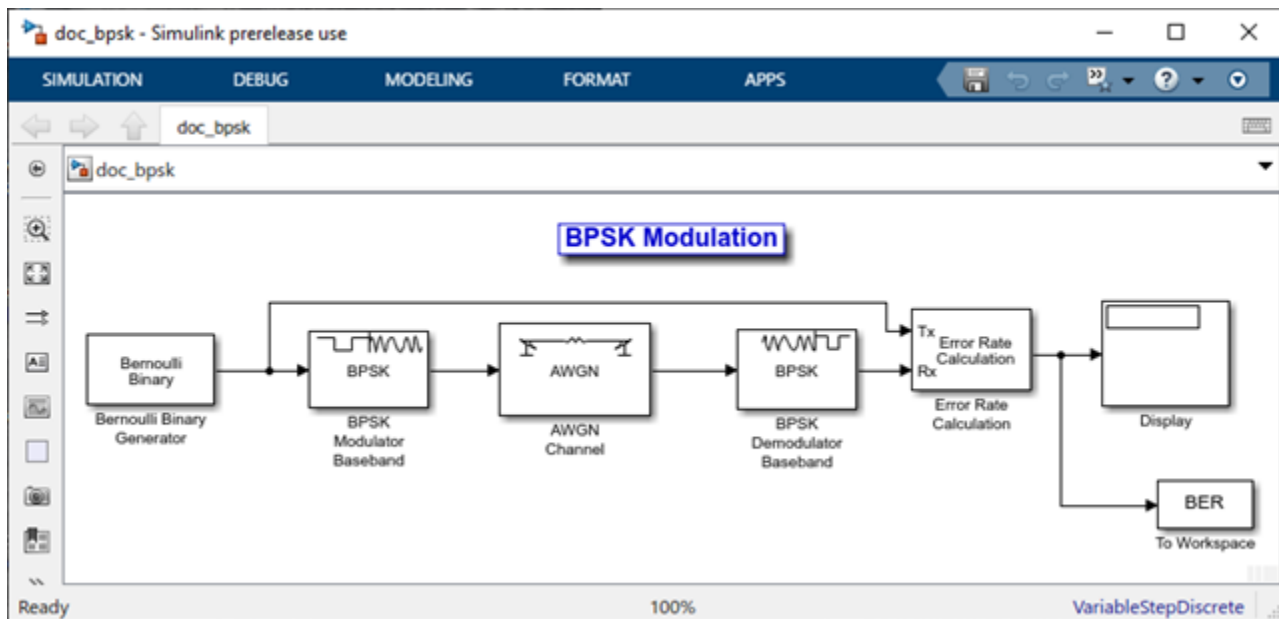 doc_bpsk - Simulink prerelease use
SIMULATION DEBUG MODELING FORMAT APPS
doc_bpsk
doc_bpsk
BPSK Modulation
Bernoulli
Binary
Bernoulli Binary
Generator
BPSK
BPSK
Modulator
Baseband
AWGN
AWGN
Channel
BPSK
BPSK
Demodulator
Baseband
Tx
Rx
Error Rate
Calculation
Error Rate
Calculation
Display
BER
To Workspace
Ready 100% VariableStepDiscrete